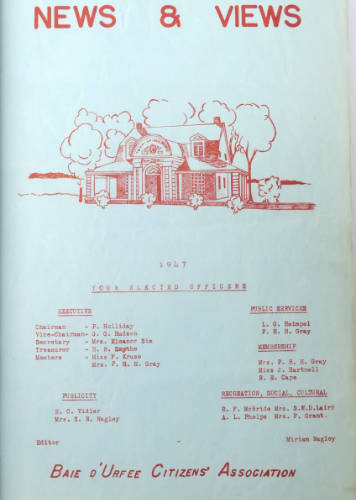 NEWS & VIEWS
1947
YOUR ELECTED OFFICERS
EXECUTIVE
Chairman - P. Holliday
Vice-Chairman- G. G. Hudson
Secretary - Mrs. Eleanor
Treasurer - H. R. Smythe
Members - Miss F. Kruse
Mrs. P. H. H. Gray
PUBLIC SERVICES
L. G. Heimpel
P. H. H. Gray
MEMBERSHIP
Mrs. P. H. H. Gray
Miss J. Hartnell
H. E. Cape
PUBLICITY
H. C. Vidler
Mrs. S. H. Wagley
RECREATION, SOCIAL, CULTURAL
R. F. McBride Mrs. S.M.D.Laird
A. L. Phelps Mrs. F. Grant.
Editor - Miriam Wagley
BAIE D'URFEE CITIZENS' ASSOCIATION